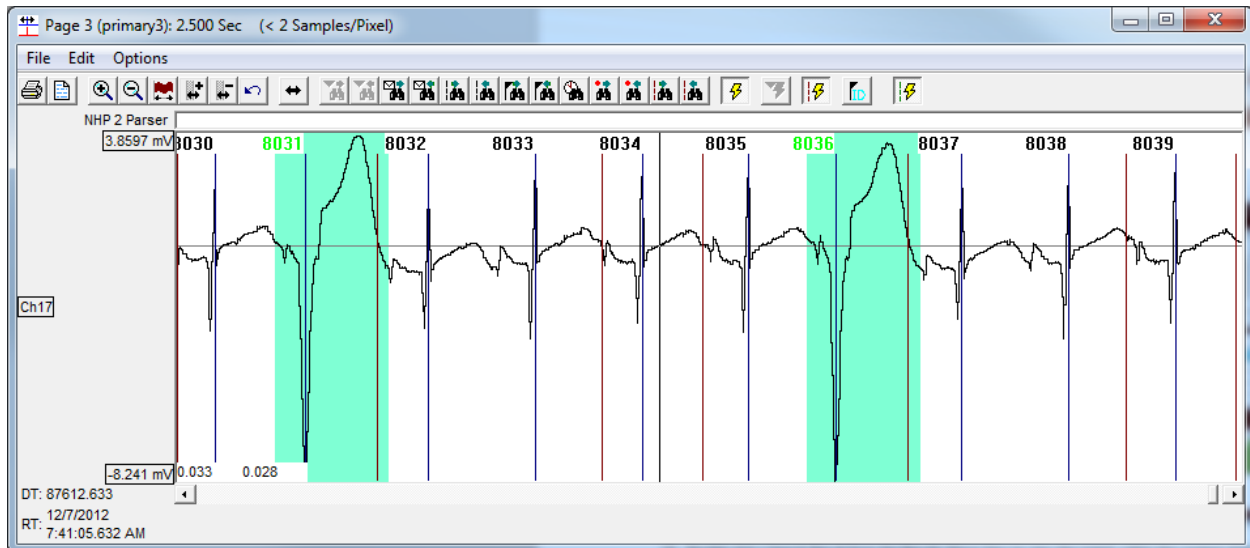 Page 3 (primary3): 2.500 Sec (< 2 Samples/Pixel)
File Edit Options
ID
NHP 2 Parser
3.8597 mV
8030 8031 8032 8033 8034 8035 8036 8037 8038 8039
Ch17
-8.241 mV
0.033 0.028
DT: 87612.633
RT: 12/7/2012
7:41:05.632 AM